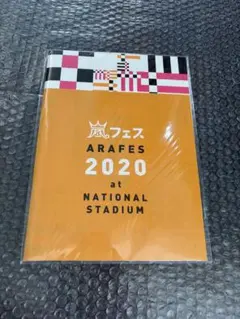 嵐フェス
ARAFES
2020
at
NATIONAL
STADIUM